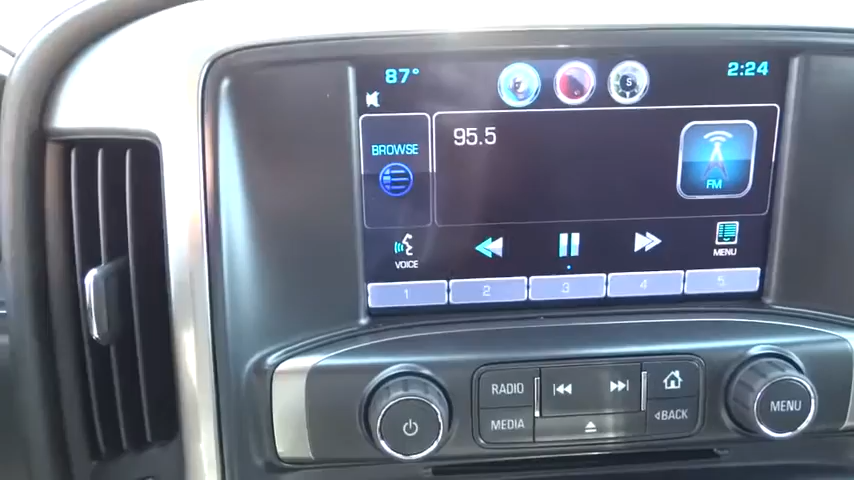 87° 2:24
BROWSE 95.5 FM
VOICE MENU
1 2 3 4 5
RADIO MENU
MEDIA BACK